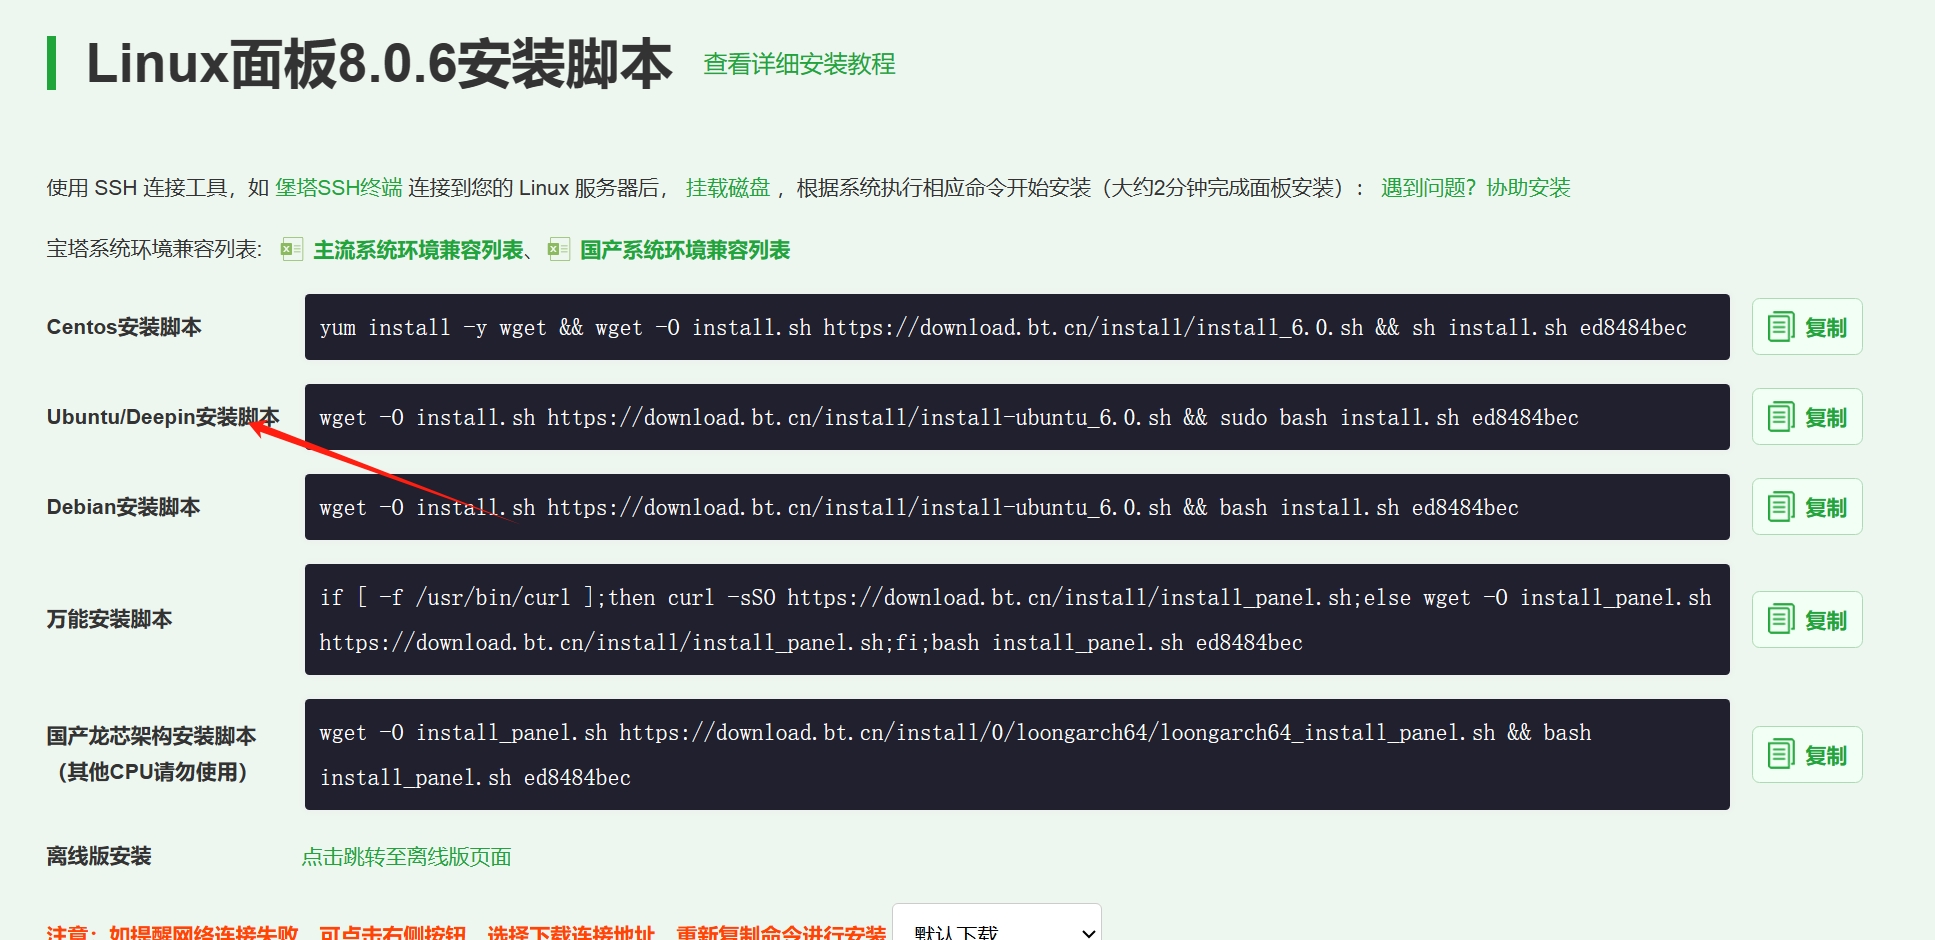 Linux面板8.0.6安装脚本 查看详细安装教程
使用 SSH 连接工具，如 堡塔SSH终端 连接到您的 Linux 服务器后， 挂载磁盘 ，根据系统执行相应命令开始安装（大约2分钟完成面板安装）： 遇到问题？协助安装
宝塔系统环境兼容列表: 主流系统环境兼容列表、 国产系统环境兼容列表
Centos安装脚本 yum install -y wget && wget -O install.sh https://download.bt.cn/install/install_6.0.sh && sh install.sh ed8484bec 复制
Ubuntu/Deepin安装脚本 wget -O install.sh https://download.bt.cn/install/install-ubuntu_6.0.sh && sudo bash install.sh ed8484bec 复制
Debian安装脚本 wget -O install.sh https://download.bt.cn/install/install-ubuntu_6.0.sh && bash install.sh ed8484bec 复制
万能安装脚本 if [ -f /usr/bin/curl ];then curl -sSO https://download.bt.cn/install/install_panel.sh;else wget -O install_panel.sh
https://download.bt.cn/install/install_panel.sh;fi;bash install_panel.sh ed8484bec 复制
国产龙芯架构安装脚本
（其他CPU请勿使用）
wget -O install_panel.sh https://download.bt.cn/install/0/loongarch64/loongarch64_install_panel.sh && bash
install_panel.sh ed8484bec 复制
离线版安装 点击跳转至离线版页面
注意：如提醒网络连接失败，可点击右侧按钮，选择下载连接地址，重新复制命令进行安装 默认下载